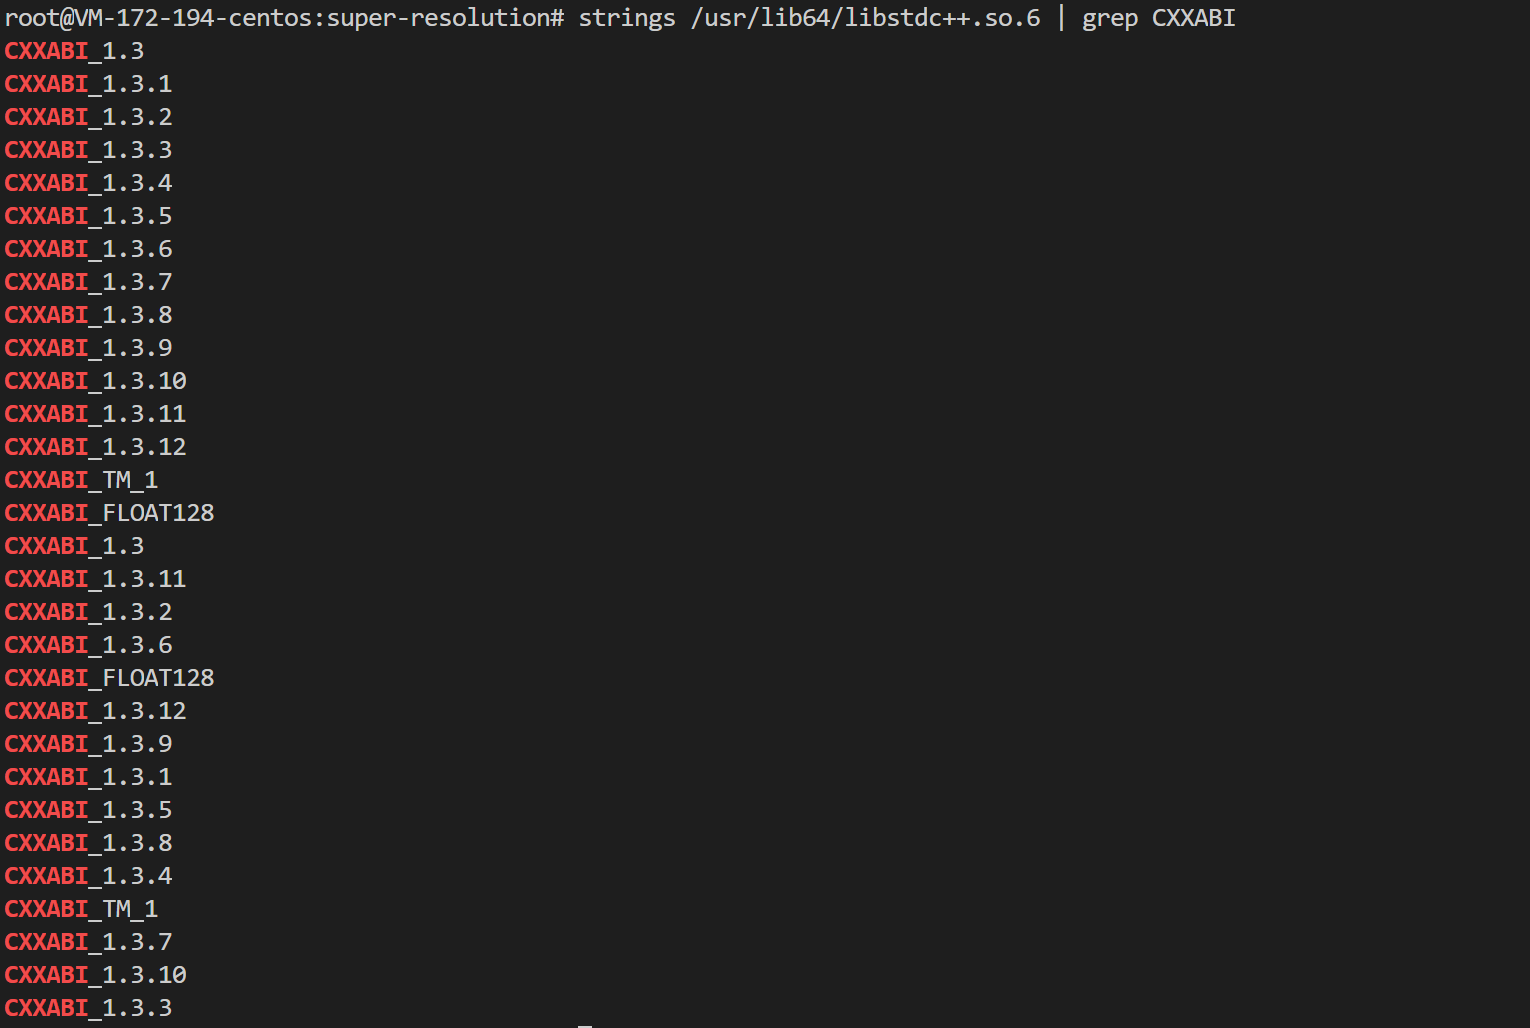 root@VM-172-194-centos:super-resolution# strings /usr/lib64/libstdc++.so.6 | grep CXXABI
CXXABI_1.3
CXXABI_1.3.1
CXXABI_1.3.2
CXXABI_1.3.3
CXXABI_1.3.4
CXXABI_1.3.5
CXXABI_1.3.6
CXXABI_1.3.7
CXXABI_1.3.8
CXXABI_1.3.9
CXXABI_1.3.10
CXXABI_1.3.11
CXXABI_1.3.12
CXXABI_TM_1
CXXABI_FLOAT128
CXXABI_1.3
CXXABI_1.3.11
CXXABI_1.3.2
CXXABI_1.3.6
CXXABI_FLOAT128
CXXABI_1.3.12
CXXABI_1.3.9
CXXABI_1.3.1
CXXABI_1.3.5
CXXABI_1.3.8
CXXABI_1.3.4
CXXABI_TM_1
CXXABI_1.3.7
CXXABI_1.3.10
CXXABI_1.3.3